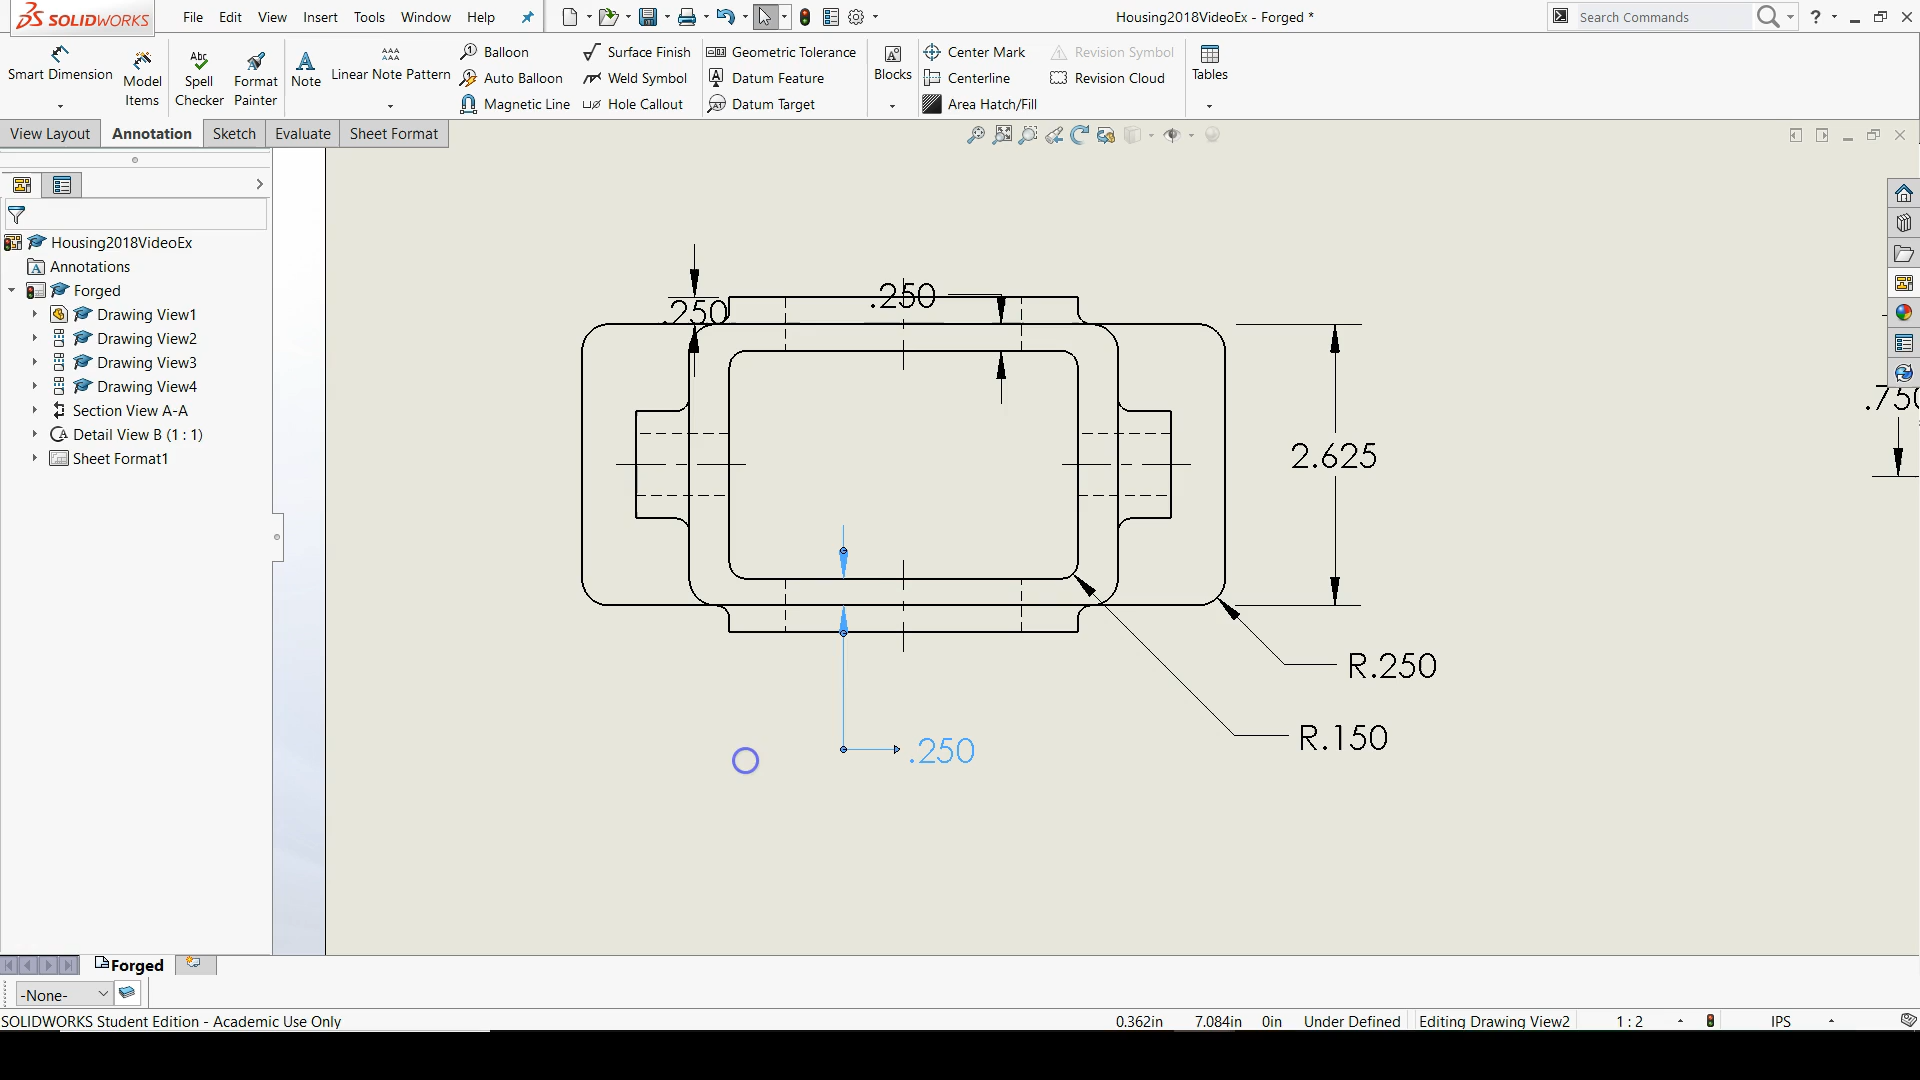 SOLIDWORKS File Edit View Insert Tools Window Help Housing2018VideoEx - Forged * Search Commands ?
Smart Dimension Model Items Spell Checker Format Painter Note Linear Note Pattern Balloon Surface Finish Geometric Tolerance Blocks Center Mark Revision Symbol Tables
Auto Balloon Weld Symbol Datum Feature Centerline Revision Cloud
Magnetic Line Hole Callout Datum Target Area Hatch/Fill
View Layout Annotation Sketch Evaluate Sheet Format
Housing2018VideoEx
Annotations
Forged
Drawing View1
Drawing View2
Drawing View3
Drawing View4
Section View A-A
Detail View B (1 : 1)
Sheet Format1
.250
.250
.750
2.625
R.250
R.150
.250
Forged
-None-
SOLIDWORKS Student Edition - Academic Use Only 0.362in 7.084in 0in Under Defined Editing Drawing View2 1 : 2 IPS